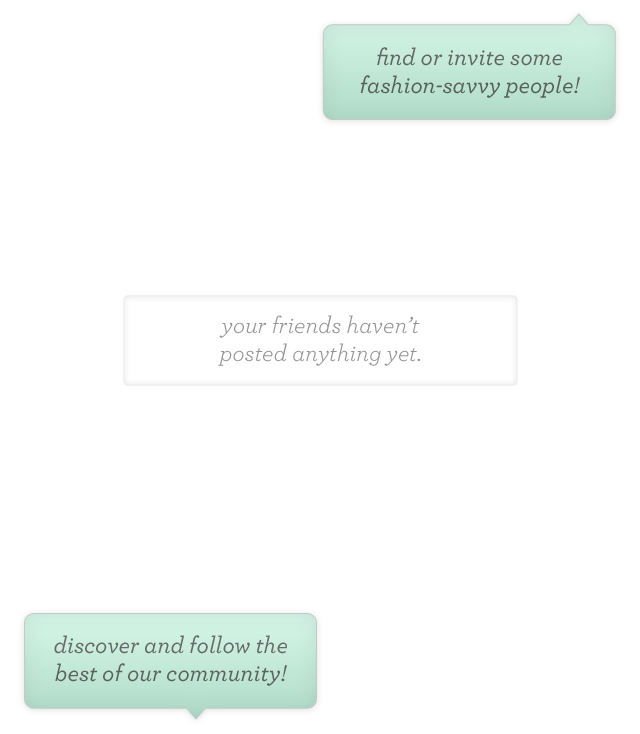 find or invite some
fashion-savvy people!
your friends haven’t
posted anything yet.
discover and follow the
best of our community!